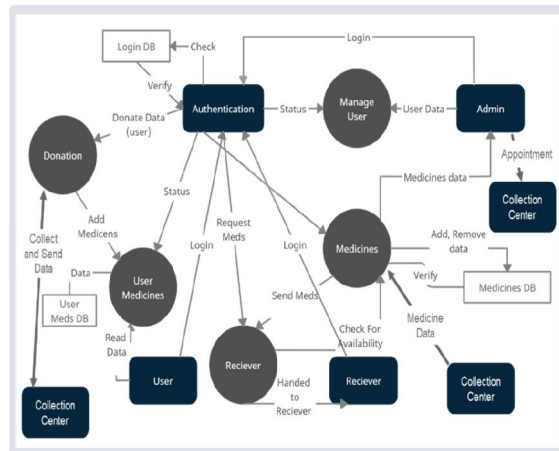 Login DB
Check
Login
Verify
Donate Data
(user)
Authentication
Status
Manage
User
User Data
Admin
Donation
Status
Request
Meds
Medicines data
Appointment
Collection
Center
Add
Medicens
Collect
and Send
Data
Login
Login
Medicines
Add, Remove
data
Data
User
Medicines
User
Meds DB
Send Meds
Verify
Medicines DB
Read
Data
Check For
Availability
Medicine
Data
User
Reciever
Handed
to
Reciever
Reciever
Collection
Center
Collection
Center